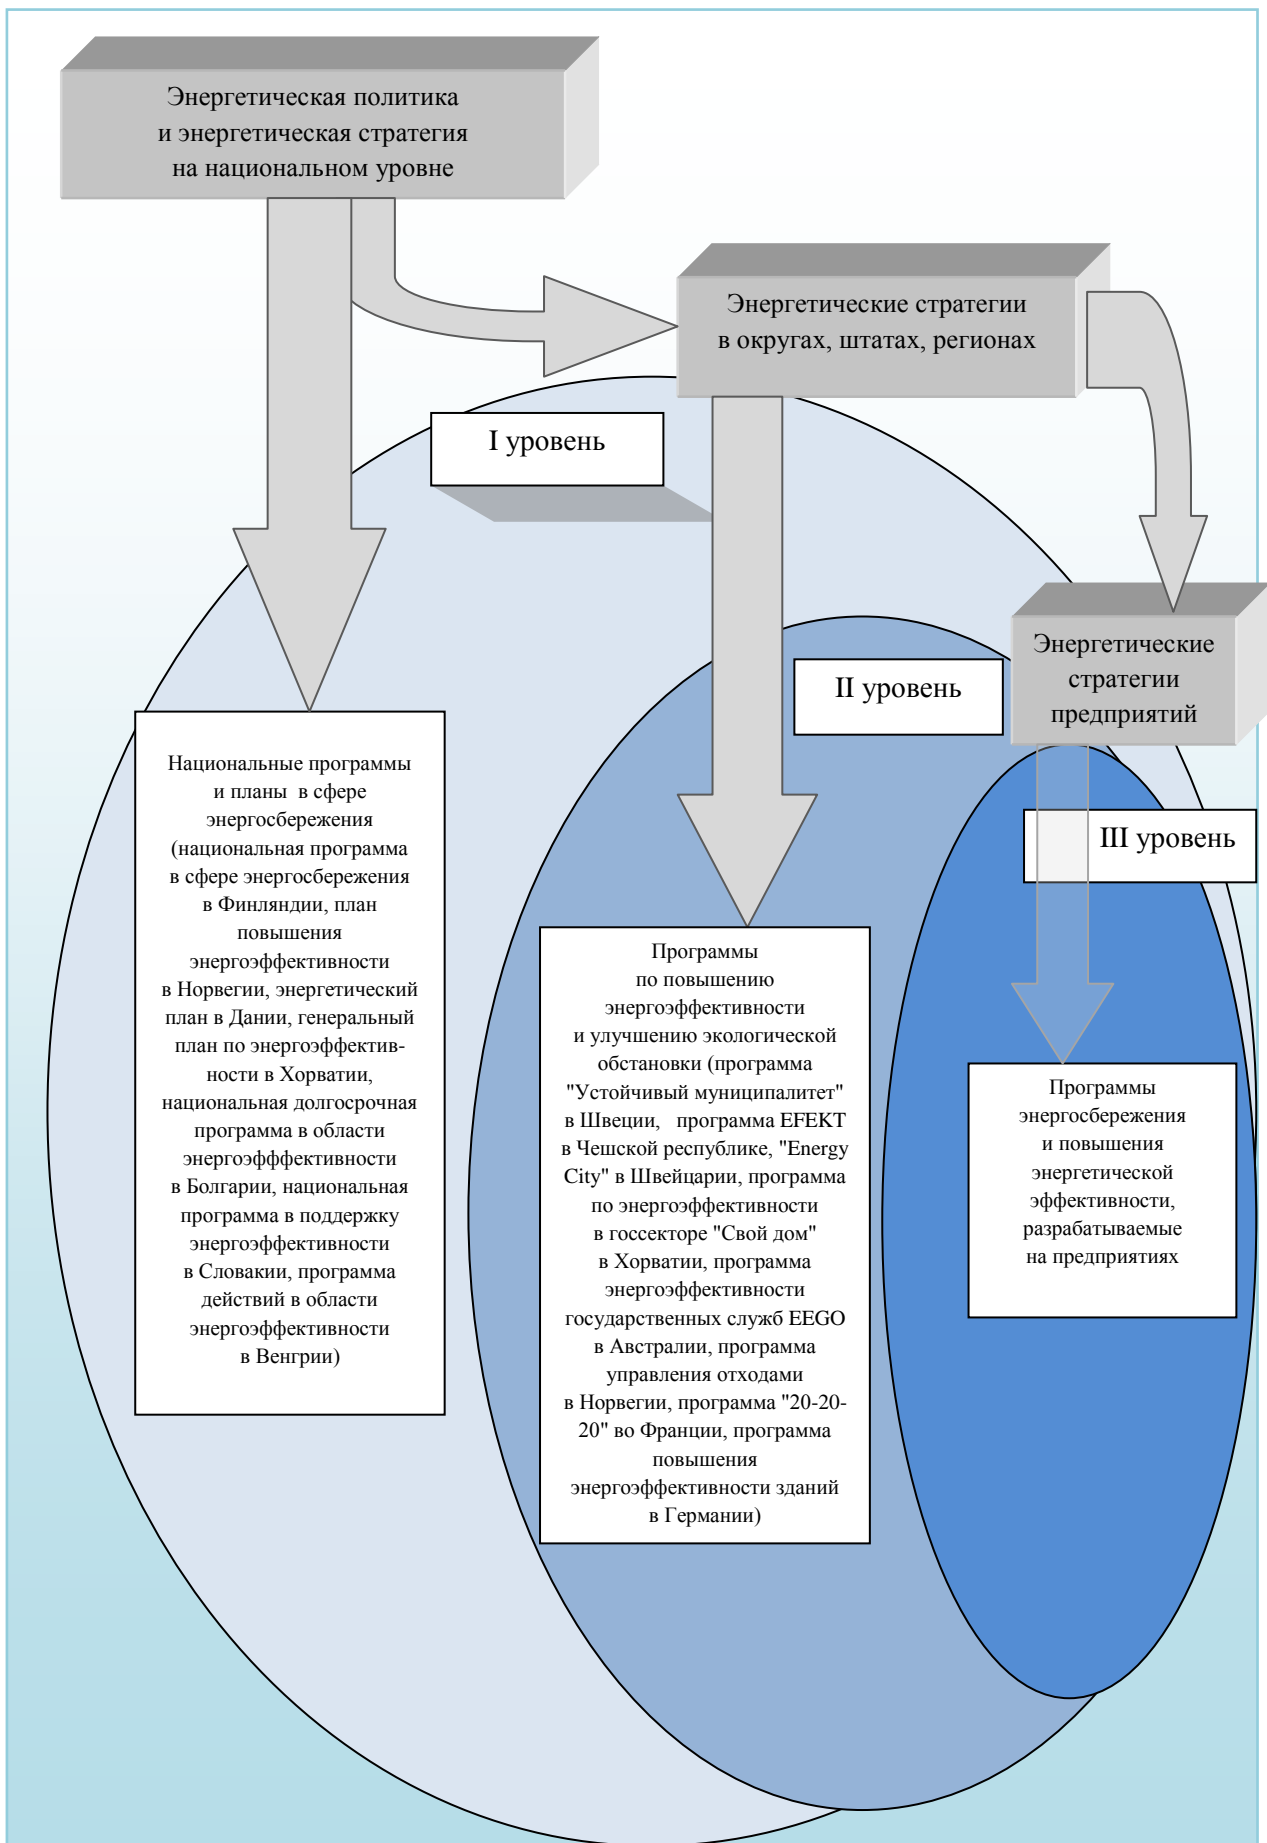 Энергетическая политика
и энергетическая стратегия
на национальном уровне
Энергетические стратегии
в округах, штатах, регионах
I уровень
Энергетические
стратегии
предприятий
II уровень
III уровень
Национальные программы
и планы в сфере
энергосбережения
(национальная программа
в сфере энергосбережения
в Финляндии, план
повышения
энергоэффективности
в Норвегии, энергетический
план в Дании, генеральный
план по энергоэффектив-
ности в Хорватии,
национальная долгосрочная
программа в области
энергоэфффективности
в Болгарии, национальная
программа в поддержку
энергоэффективности
в Словакии, программа
действий в области
энергоэффективности
в Венгрии)
Программы
по повышению
энергоэффективности
и улучшению экологической
обстановки (программа
"Устойчивый муниципалитет"
в Швеции, программа EFEKT
в Чешской республике, "Energy
City" в Швейцарии, программа
по энергоэффективности
в госсекторе "Свой дом"
в Хорватии, программа
энергоэффективности
государственных служб EEGO
в Австралии, программа
управления отходами
в Норвегии, программа "20-20-
20" во Франции, программа
повышения
энергоэффективности зданий
в Германии)
Программы
энергосбережения
и повышения
энергетической
эффективности,
разрабатываемые
на предприятиях